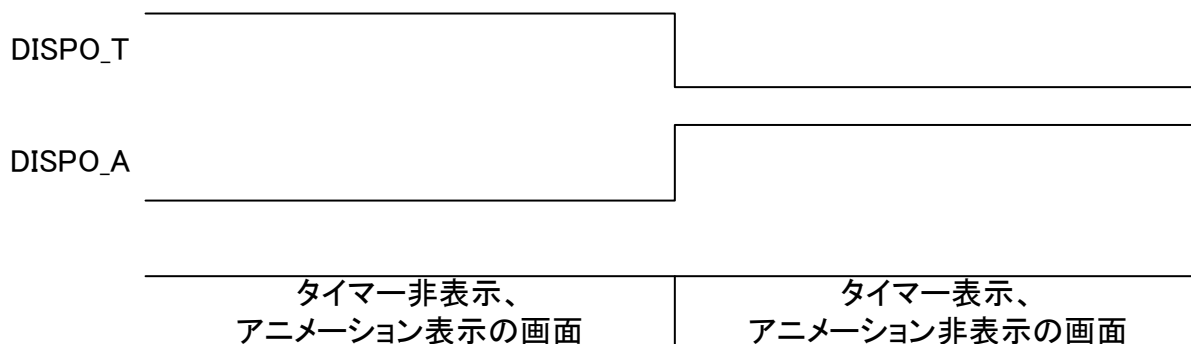 DISPO_T
DISPO_A
タイマー非表示、
アニメーション表示の画面
タイマー表示、
アニメーション非表示の画面